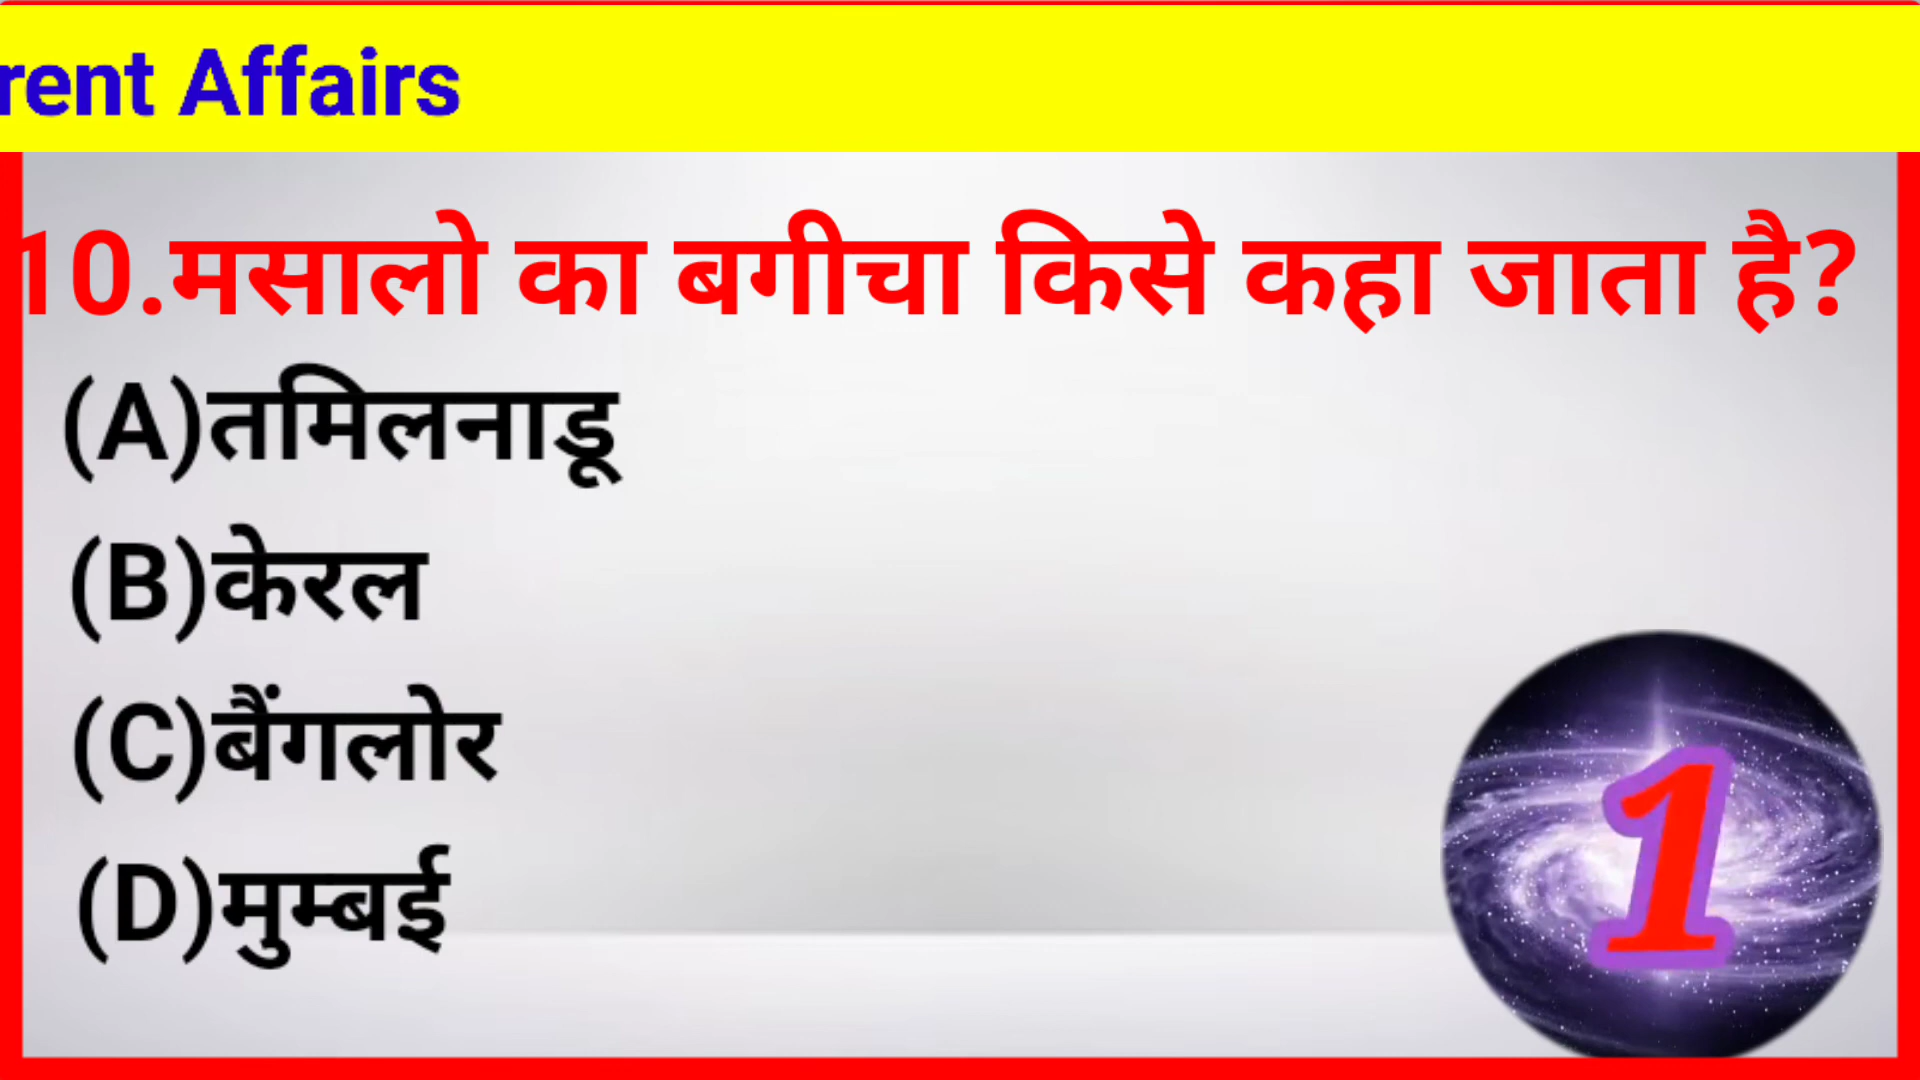 rent Affairs
10.मसालो का बगीचा किसे कहा जाता है?
(A)तमिलनाडू
(B)केरल
(C)बैंगलोर
(D)मुम्बई
1